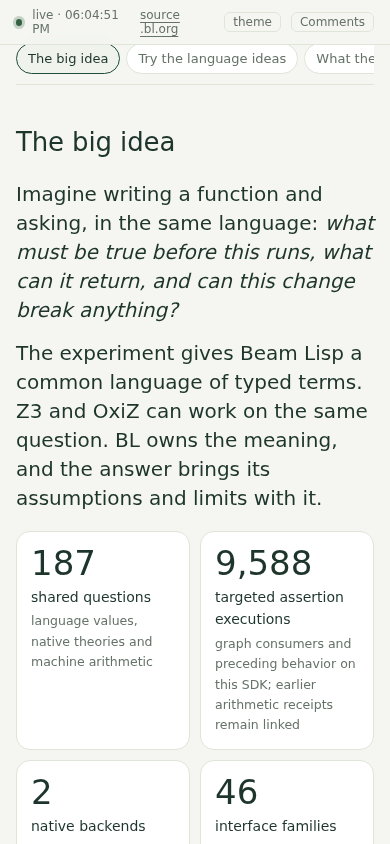 live · 06:04:51 PM
source .bl.org
theme
Comments
The big idea
Try the language ideas
What the
The big idea
Imagine writing a function and
asking, in the same language: what
must be true before this runs, what
can it return, and can this change
break anything?
The experiment gives Beam Lisp a
common language of typed terms.
Z3 and OxiZ can work on the same
question. BL owns the meaning,
and the answer brings its
assumptions and limits with it.
187
shared questions
language values,
native theories and
machine arithmetic
9,588
targeted assertion
executions
graph consumers and
preceding behavior on
this SDK; earlier
arithmetic receipts
remain linked
2
native backends
46
interface families